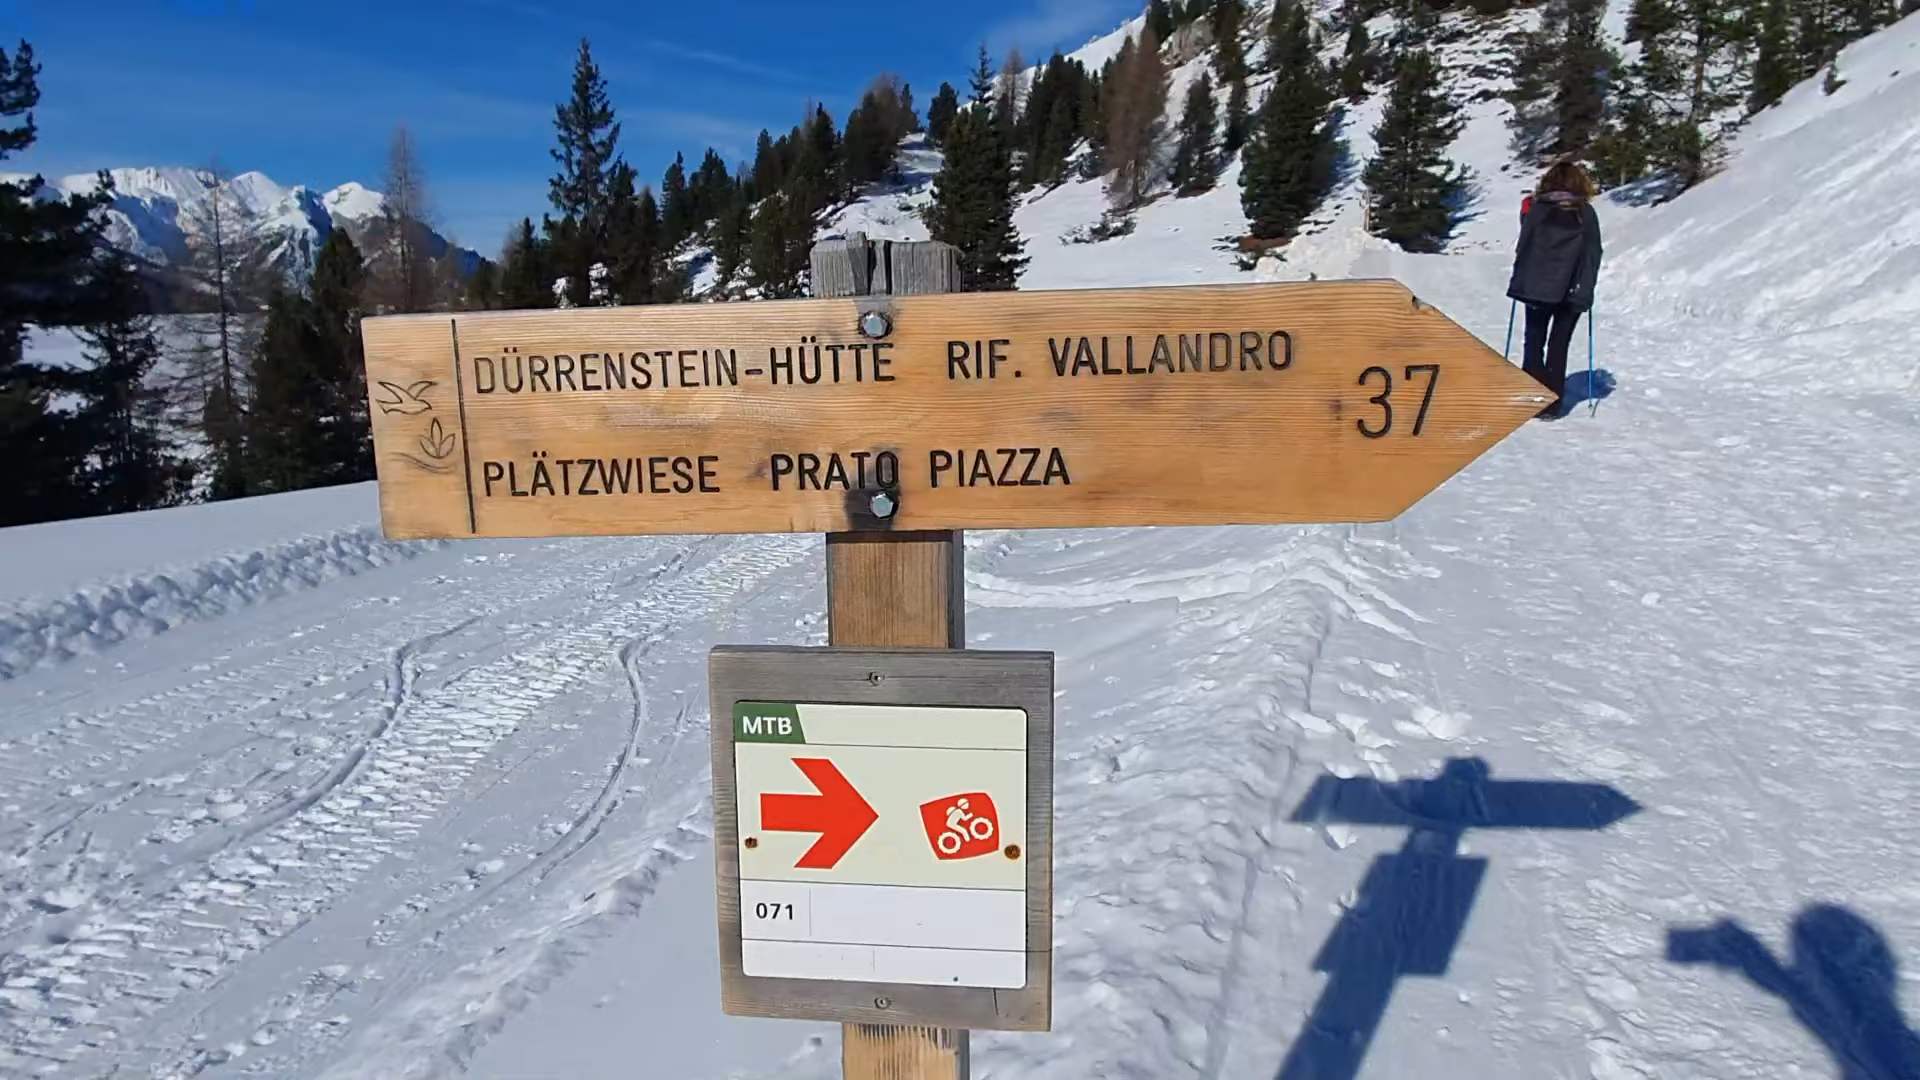 DÜRRENSTEIN-HÜTTE RIF. VALLANDRO
37
PLÄTZWIESE PRATO PIAZZA
MTB
071